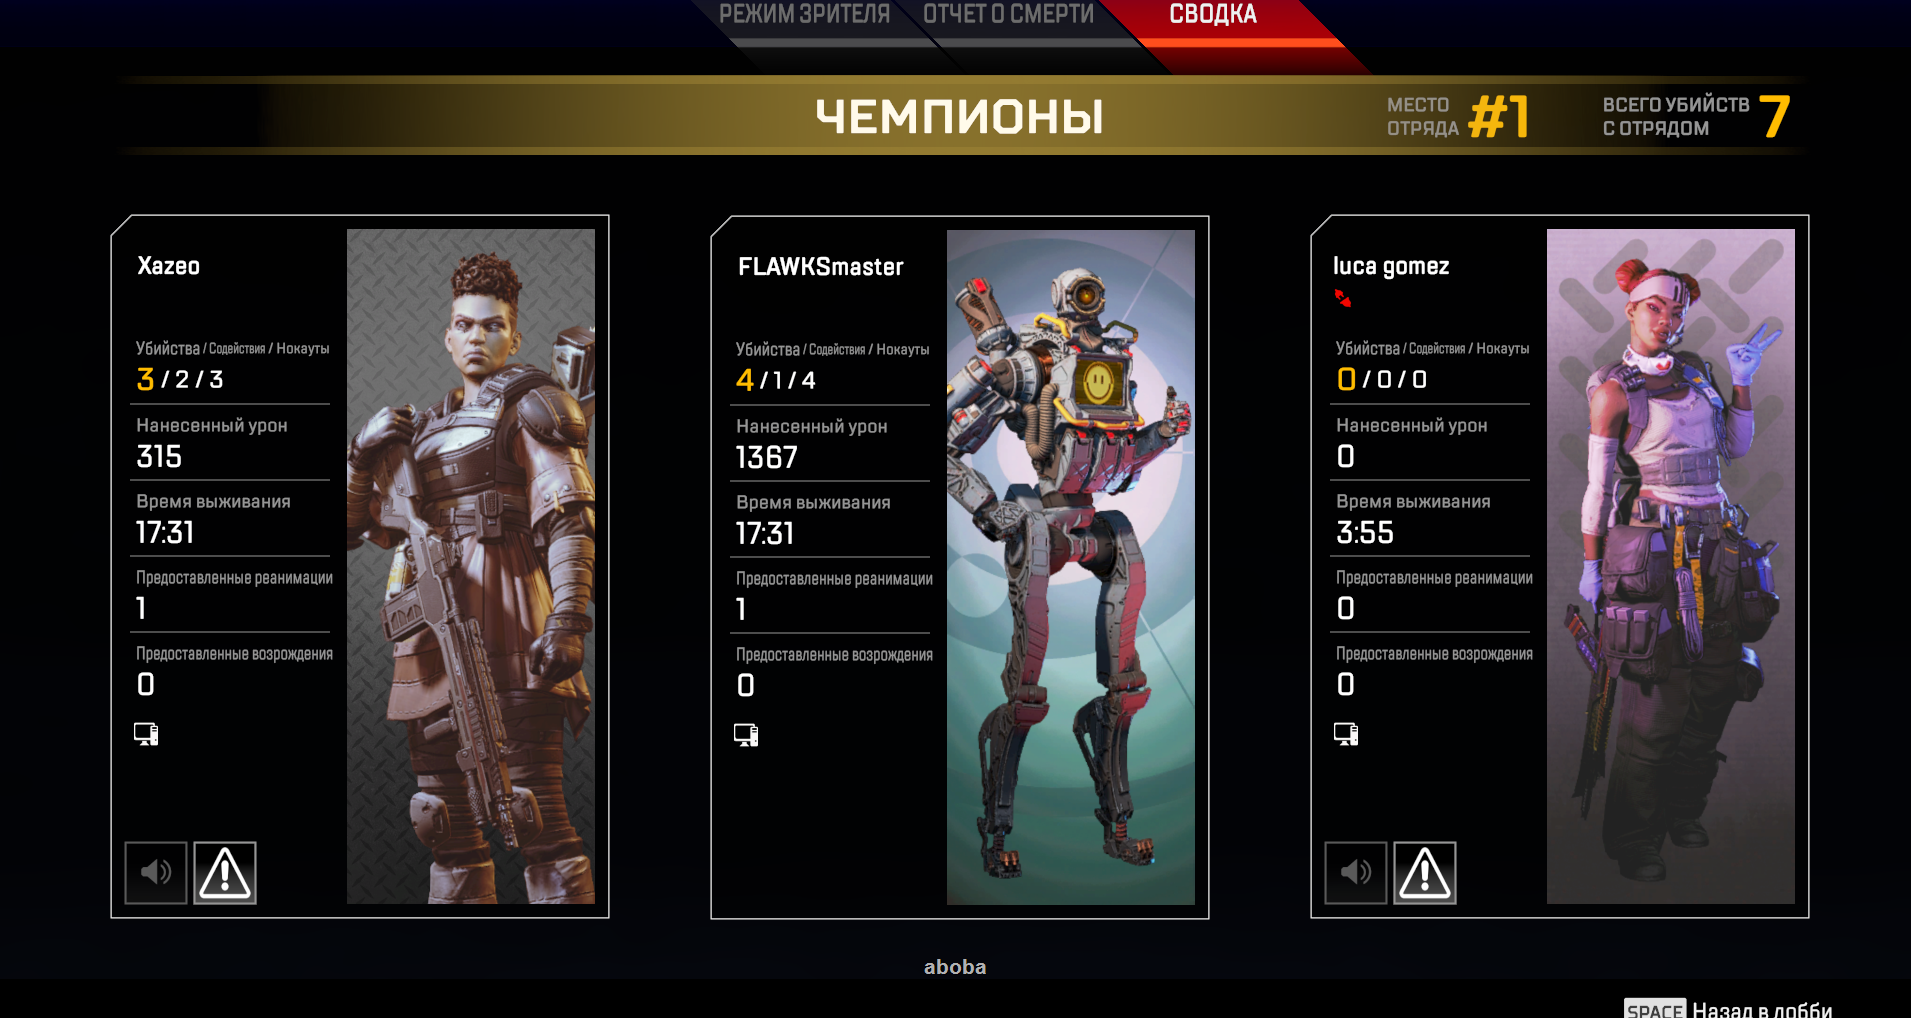 РЕЖИМ ЗРИТЕЛЯ ОТЧЕТ О СМЕРТИ СВОДКА
ЧЕМПИОНЫ
МЕСТО ОТРЯДА #1
ВСЕГО УБИЙСТВ С ОТРЯДОМ 7
Xazeo
Убийства / Содействия / Нокауты
3 / 2 / 3
Нанесенный урон
315
Время выживания
17:31
Предоставленные реанимации
1
Предоставленные возрождения
0
FLAWKSmaster
Убийства / Содействия / Нокауты
4 / 1 / 4
Нанесенный урон
1367
Время выживания
17:31
Предоставленные реанимации
1
Предоставленные возрождения
0
luca gomez
Убийства / Содействия / Нокауты
0 / 0 / 0
Нанесенный урон
0
Время выживания
3:55
Предоставленные реанимации
0
Предоставленные возрождения
0
aboba
SPACE Назад в лобби